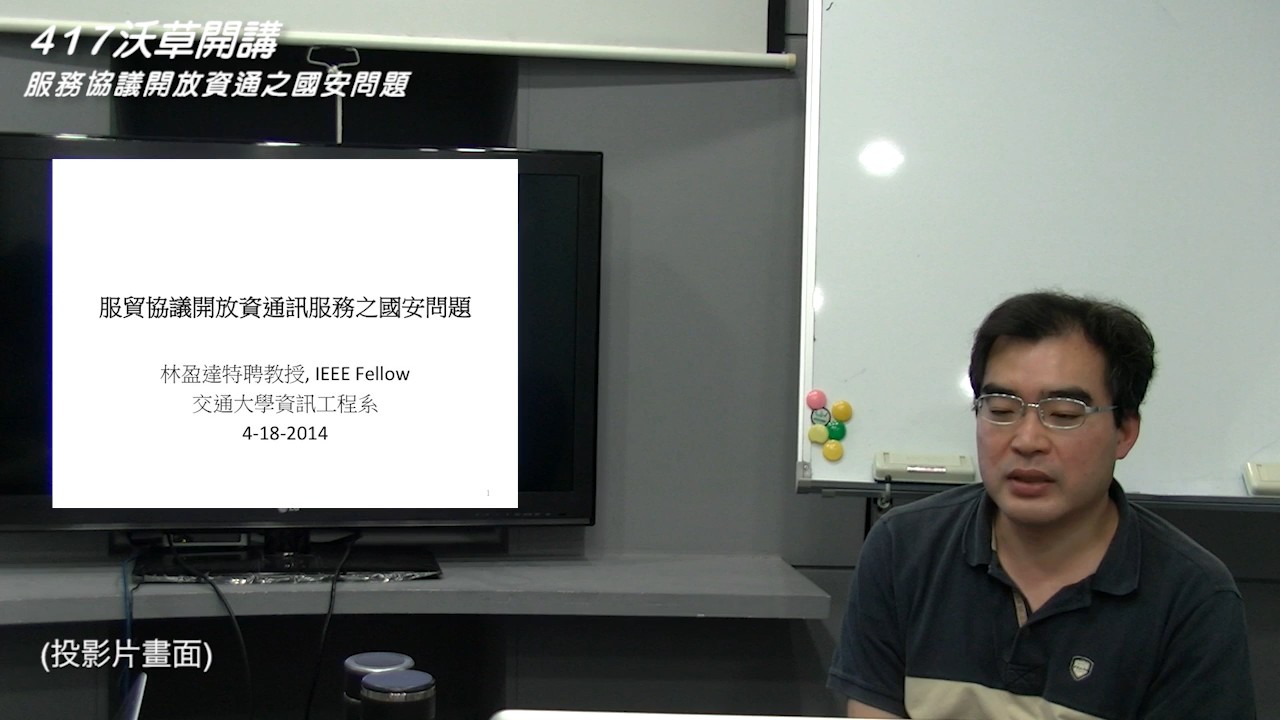 417沃草開講
服務協議開放資通之國安問題
服貿協議開放資通訊服務之國安問題
林盈達特聘教授, IEEE Fellow
交通大學資訊工程系
4-18-2014
1
(投影片畫面)